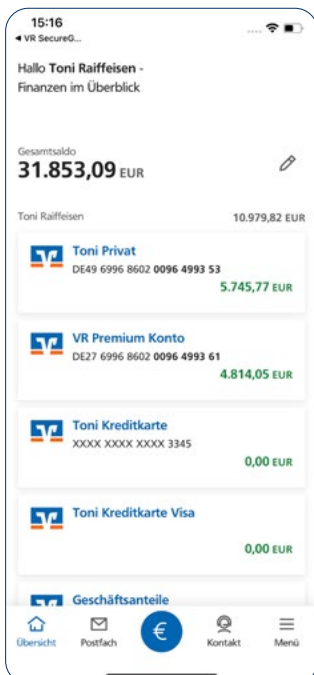 15:16
◀ VR SecureG...
Hallo Toni Raiffeisen -
Finanzen im Überblick
Gesamtsaldo
31.853,09 EUR
Toni Raiffeisen 10.979,82 EUR
Toni Privat
DE49 6996 8602 0096 4993 53
5.745,77 EUR
VR Premium Konto
DE27 6996 8602 0096 4993 61
4.814,05 EUR
Toni Kreditkarte
XXXX XXXX XXXX 3345
0,00 EUR
Toni Kreditkarte Visa
0,00 EUR
Geschäftsanteile
€
Übersicht Postfach Kontakt Menü